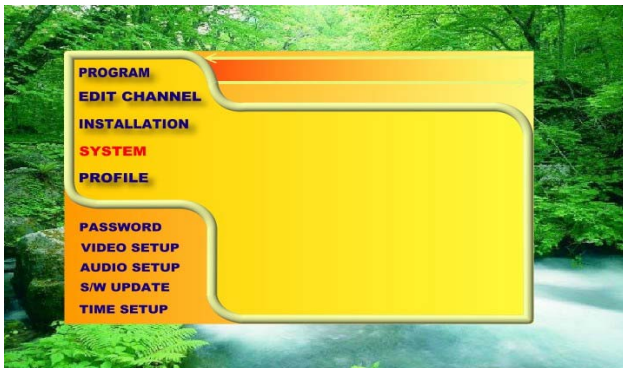 PROGRAM
EDIT CHANNEL
INSTALLATION
SYSTEM
PROFILE
PASSWORD
VIDEO SETUP
AUDIO SETUP
S/W UPDATE
TIME SETUP